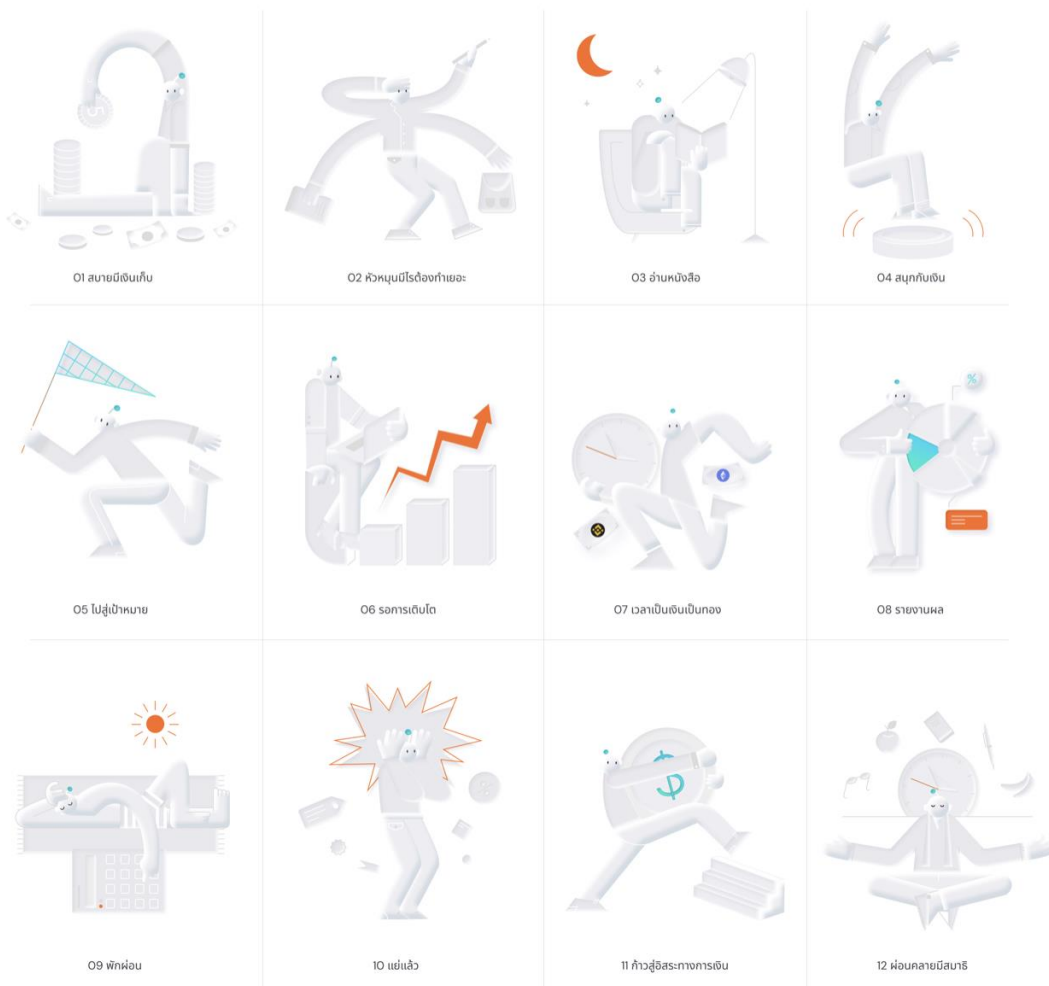 01 สบายมีเงินเก็บ
02 หัวหมุนมีไรต้องทำเยอะ
03 อ่านหนังสือ
04 สนุกกับเงิน
05 ไปสู่เป้าหมาย
06 รอการเติบโต
07 เวลาเป็นเงินเป็นทอง
%
08 รายงานผล
$
09 พักผ่อน
10 แย่แล้ว
11 ก้าวสู่อิสระทางการเงิน
12 ผ่อนคลายมีสมาธิ